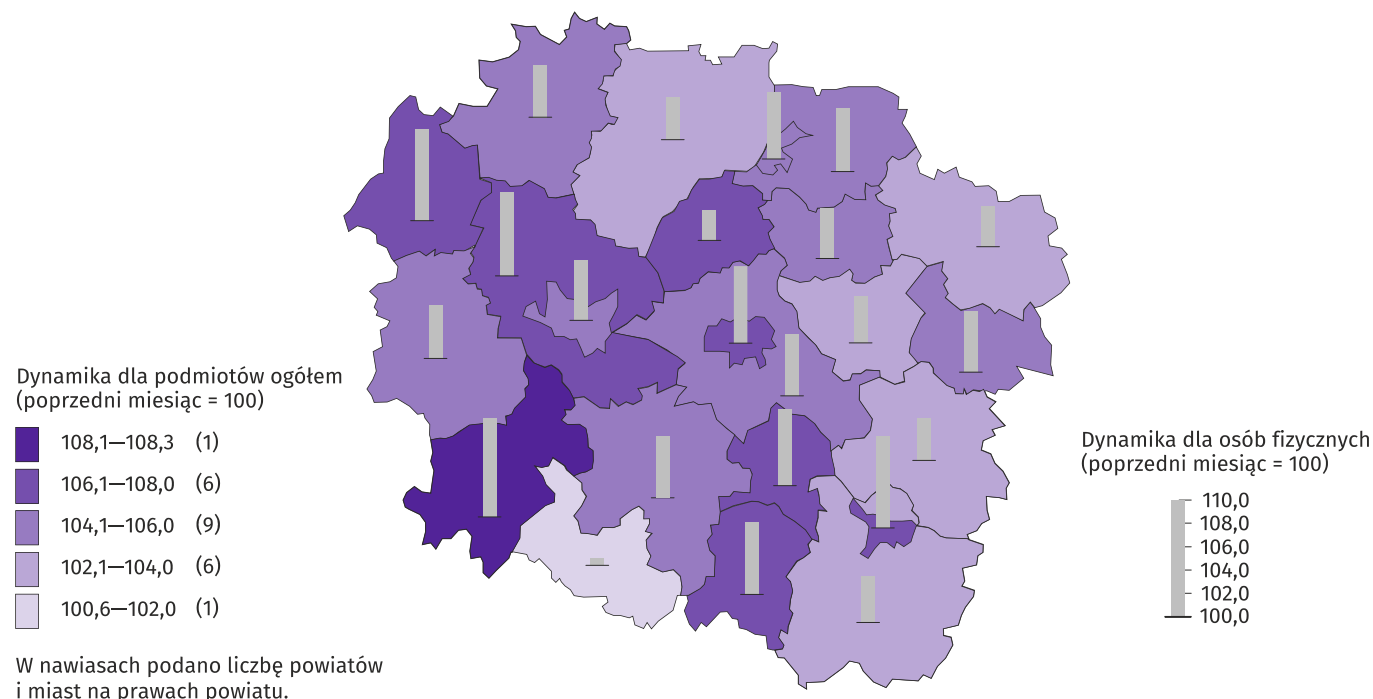 Dynamika dla podmiotów ogółem
(poprzedni miesiąc = 100)
108,1—108,3 (1)
106,1—108,0 (6)
104,1—106,0 (9)
102,1—104,0 (6)
100,6—102,0 (1)
W nawiasach podano liczbę powiatów
i miast na prawach powiatu.
Dynamika dla osób fizycznych
(poprzedni miesiąc = 100)
110,0
108,0
106,0
104,0
102,0
100,0